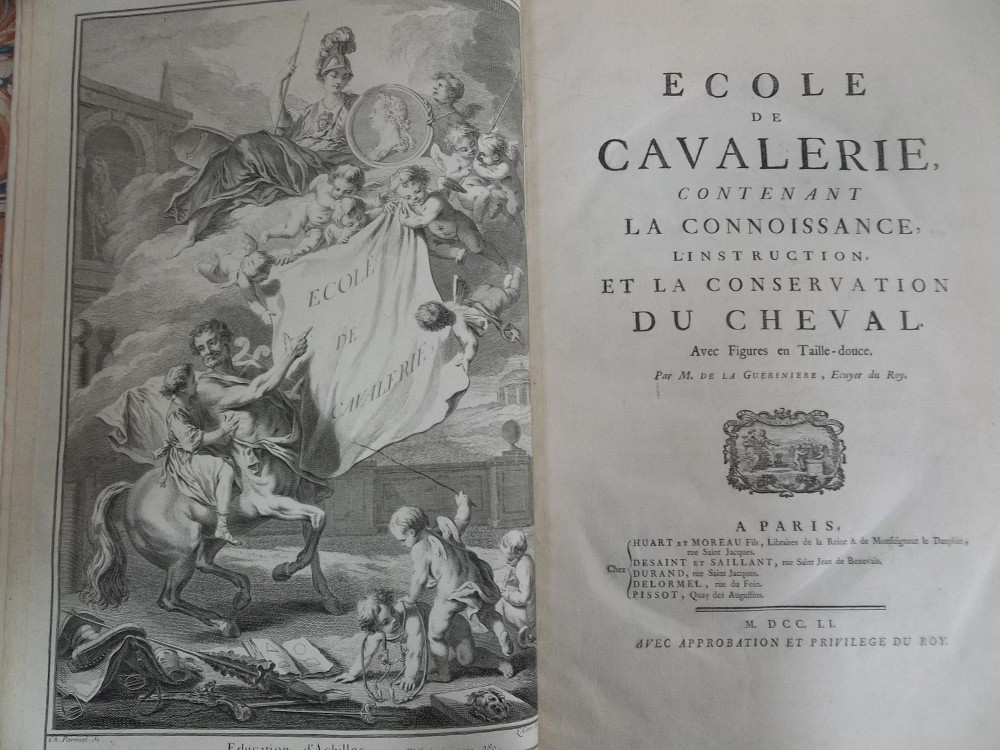 ECOLE
DE
CAVALERIE,
Ch. Parrocel
Education d'Achilles
ECOLE
DE
CAVALERIE,
CONTENANT
LA CONNOISSANCE,
L'INSTRUCTION,
ET LA CONSERVATION
DU CHEVAL.
Avec Figures en Taille-douce.
Par M. DE LA GUERINIERE, Ecuyer du Roy.
A PARIS,
Chez
HUART ET MOREAU Fils, Libraires de la Reine & de Monseigneur le Dauphin,
rue Saint Jacques.
DESAINT ET SAILLANT, rue Saint Jean de Beauvais.
DURAND, rue Saint Jacques.
DELORMEL, rue du Foin.
PISSOT, Quay des Augustins.
M. DCC. LI.
AVEC APPROBATION ET PRIVILEGE DU ROY.